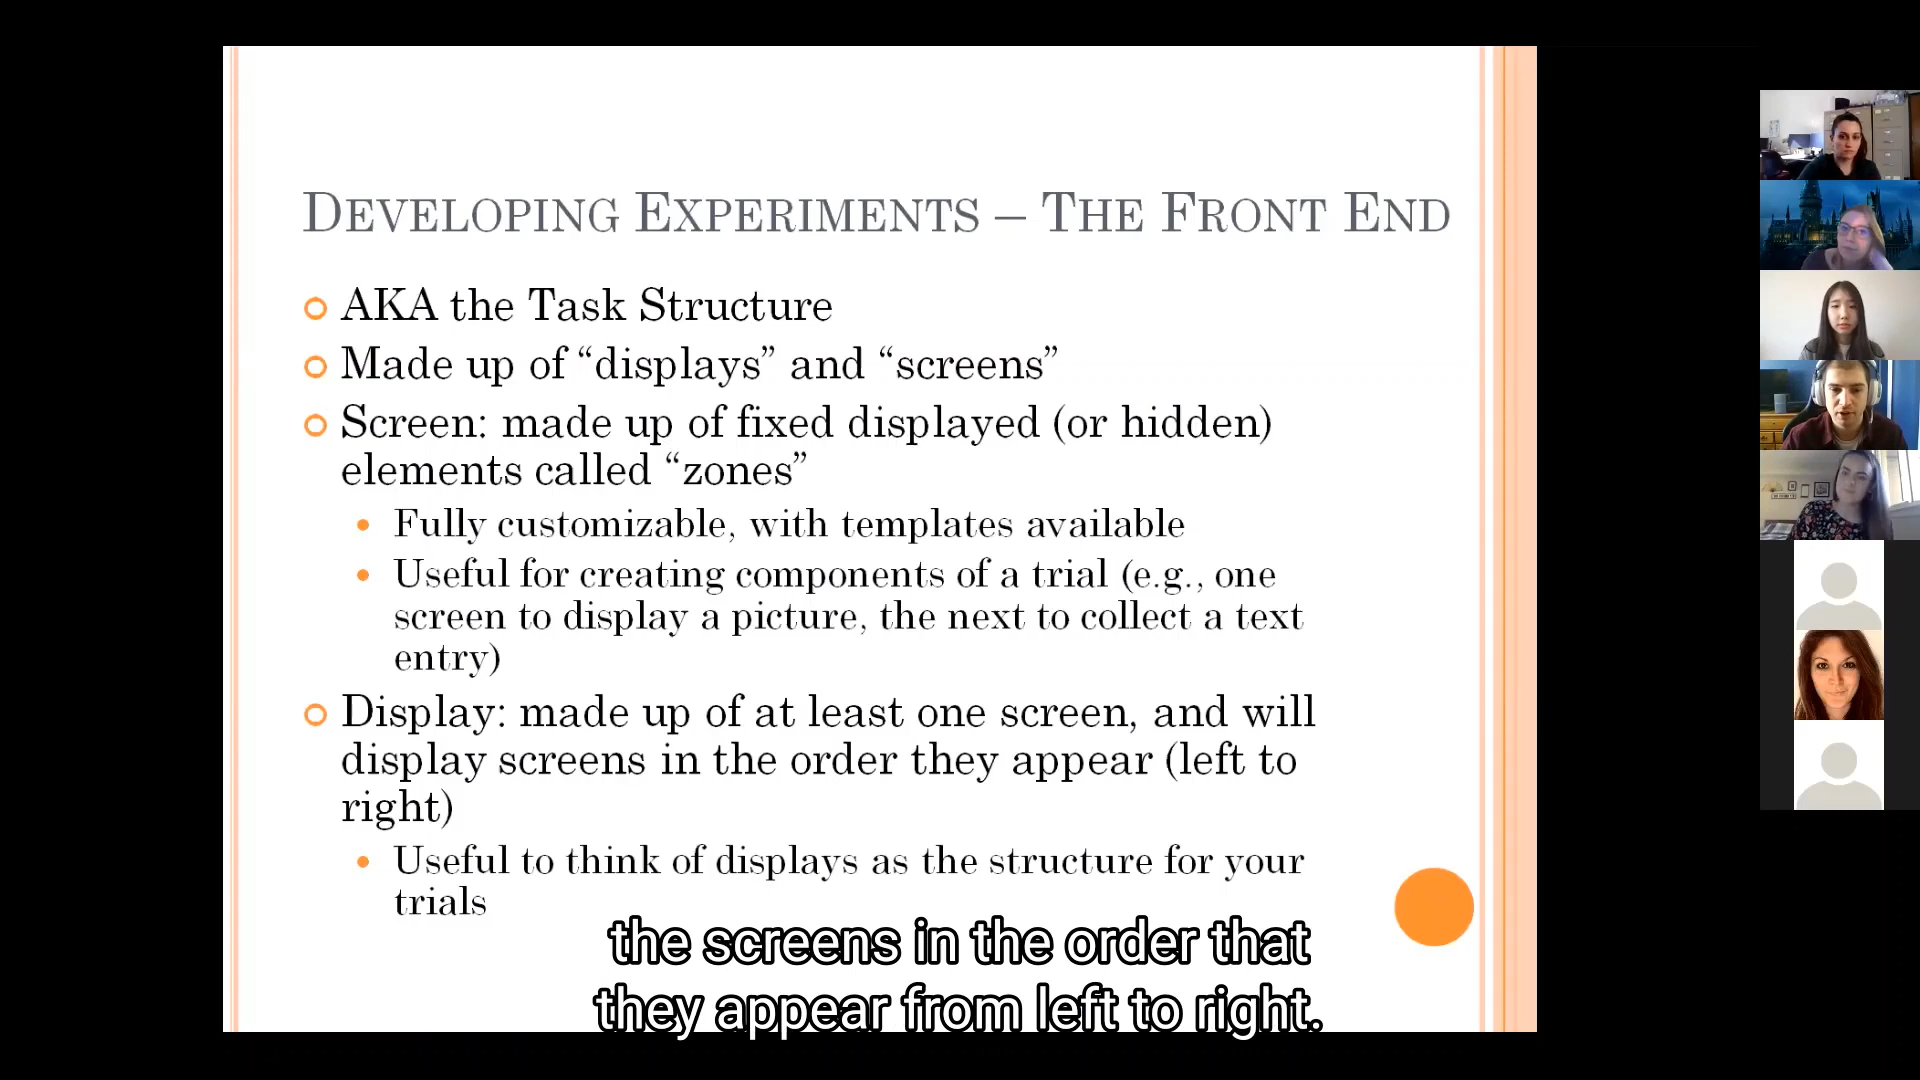 DEVELOPING EXPERIMENTS – THE FRONT END
AKA the Task Structure
Made up of “displays” and “screens”
Screen: made up of fixed displayed (or hidden)
elements called “zones”
Fully customizable, with templates available
Useful for creating components of a trial (e.g., one
screen to display a picture, the next to collect a text
entry)
Display: made up of at least one screen, and will
display screens in the order they appear (left to
right)
Useful to think of displays as the structure for your
trials
the screens in the order that
they appear from left to right.